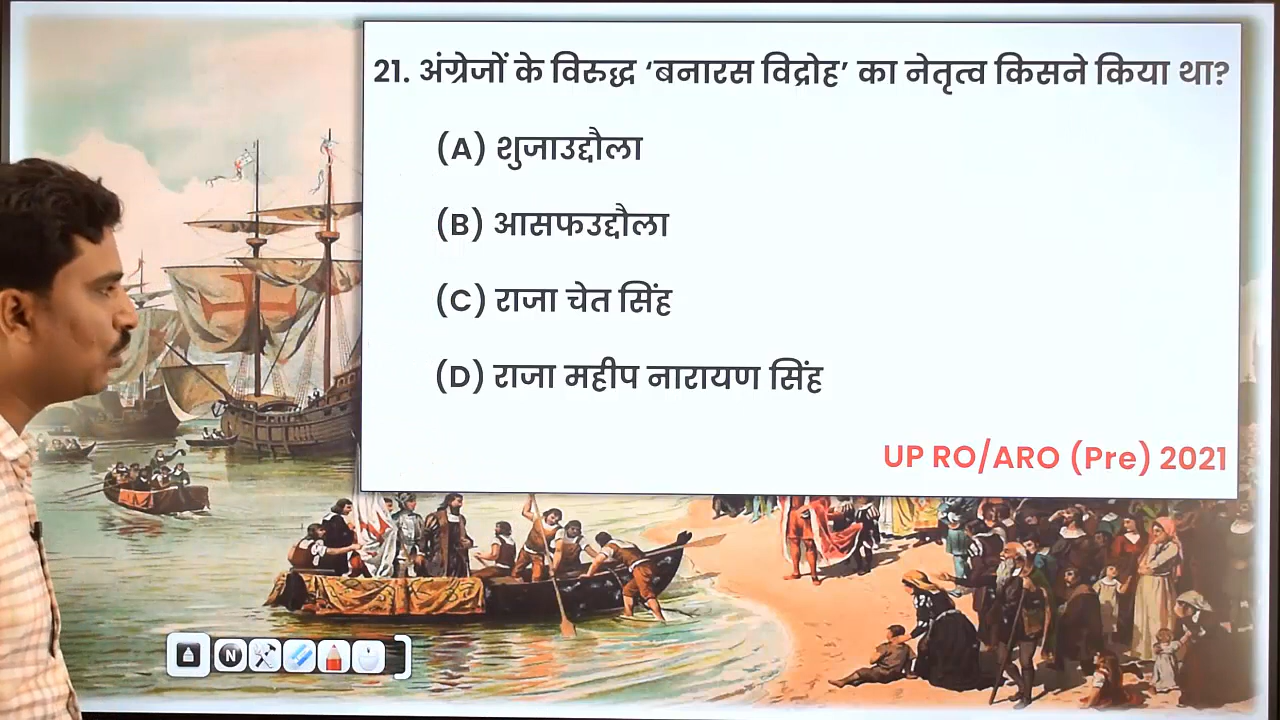 21. अंग्रेजों के विरुद्ध ‘बनारस विद्रोह’ का नेतृत्व किसने किया था?
(A) शुजाउद्दौला
(B) आसफउद्दौला
(C) राजा चेत सिंह
(D) राजा महीप नारायण सिंह
UP RO/ARO (Pre) 2021
N